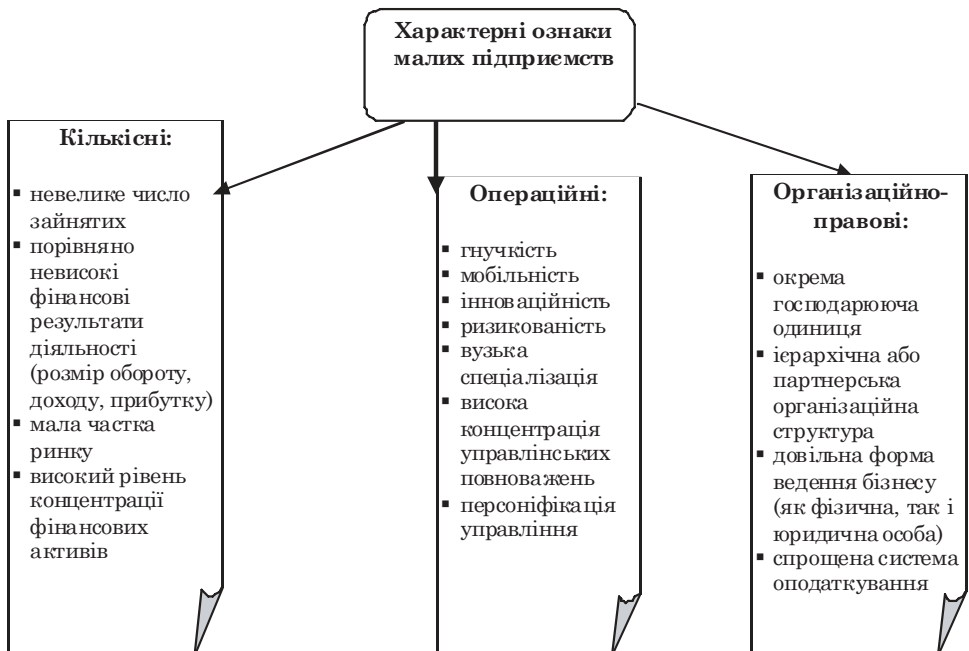 Характерні ознаки
малих підприємств
Кількісні:
▪ невелике число
зайнятих
▪ порівняно
невисокі
фінансові
результати
діяльності
(розмір обороту,
доходу, прибутку)
▪ мала частка
ринку
▪ високий рівень
концентрації
фінансових
активів
Операційні:
▪ гнучкість
▪ мобільність
▪ інноваційність
▪ ризикованість
▪ вузька
спеціалізація
▪ висока
концентрація
управлінських
повноважень
▪ персоніфікація
управління
Організаційно-
правові:
▪ окрема
господарююча
одиниця
▪ ієрархічна або
партнерська
організаційна
структура
▪ довільна форма
ведення бізнесу
(як фізична, так і
юридична особа)
▪ спрощена система
оподаткування